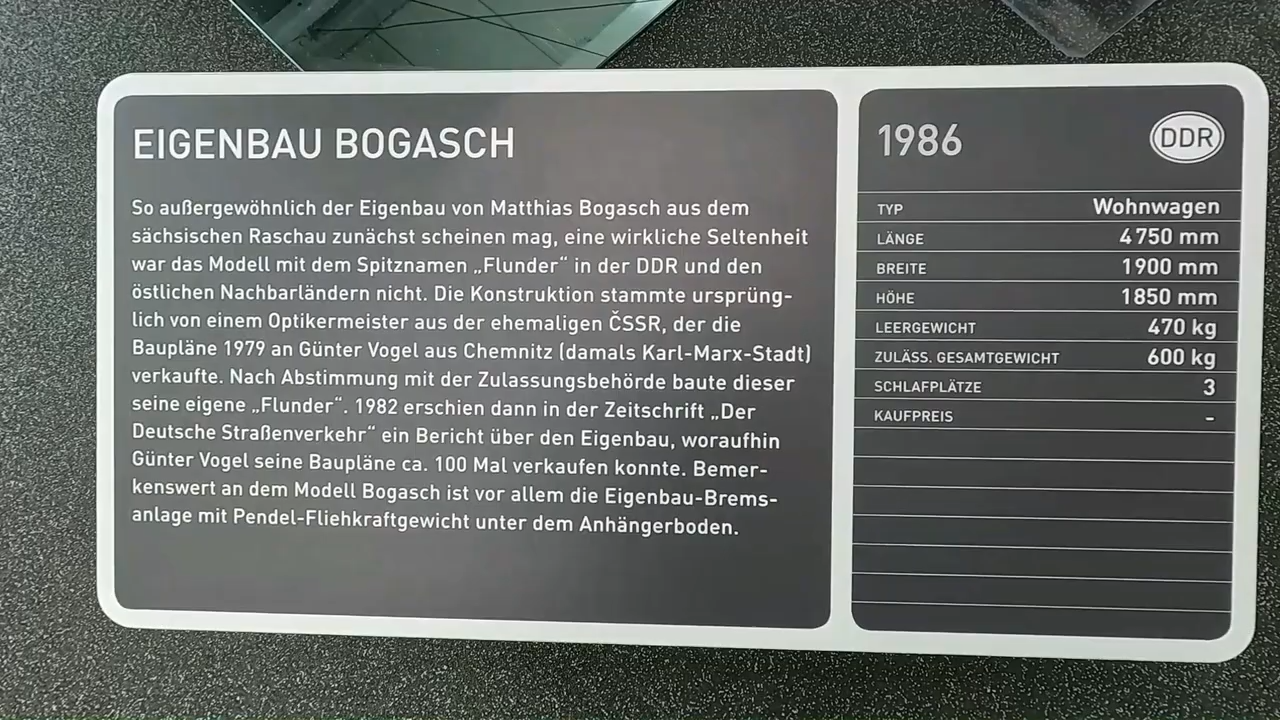 EIGENBAU BOGASCH
So außergewöhnlich der Eigenbau von Matthias Bogasch aus dem
sächsischen Raschau zunächst scheinen mag, eine wirkliche Seltenheit
war das Modell mit dem Spitznamen „Flunder“ in der DDR und den
östlichen Nachbarländern nicht. Die Konstruktion stammte ursprüng-
lich von einem Optikermeister aus der ehemaligen ČSSR, der die
Baupläne 1979 an Günter Vogel aus Chemnitz (damals Karl-Marx-Stadt)
verkaufte. Nach Abstimmung mit der Zulassungsbehörde baute dieser
seine eigene „Flunder“. 1982 erschien dann in der Zeitschrift „Der
Deutsche Straßenverkehr“ ein Bericht über den Eigenbau, woraufhin
Günter Vogel seine Baupläne ca. 100 Mal verkaufen konnte. Bemer-
kenswert an dem Modell Bogasch ist vor allem die Eigenbau-Brems-
anlage mit Pendel-Fliehkraftgewicht unter dem Anhängerboden.
1986 DDR
TYP Wohnwagen
LÄNGE 4750 mm
BREITE 1900 mm
HÖHE 1850 mm
LEERGEWICHT 470 kg
ZULÄSS. GESAMTGEWICHT 600 kg
SCHLAFPLÄTZE 3
KAUFPREIS -